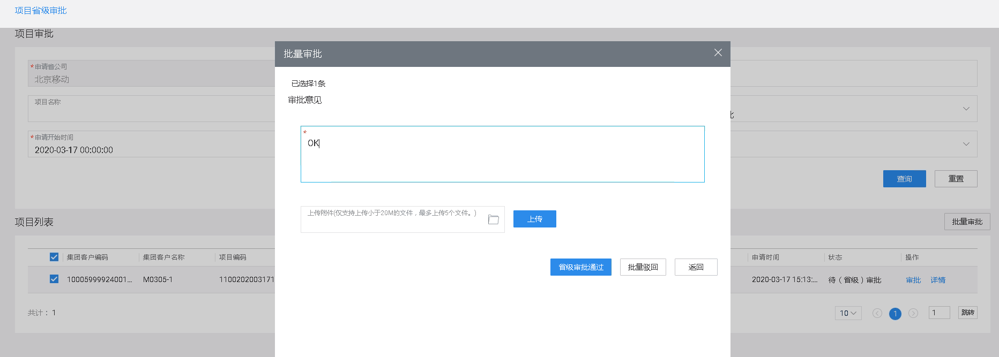 项目省级审批
项目审批
*申请省公司
北京移动
项目名称
*申请开始时间
2020-03-17 00:00:00
查询
重置
批量审批
已选择1条
审批意见
*
OK
上传附件(仅支持上传小于20M的文件，最多上传5个文件。)
上传
省级审批通过
批量驳回
返回
项目列表
批量审批
集团客户编码 集团客户名称 项目编码 申请时间 状态 操作
10005999924001... M0305-1 1100202003171 2020-03-17 15:13:... 待（省级）审批 审批 详情
共计： 1
10 1 1 跳转